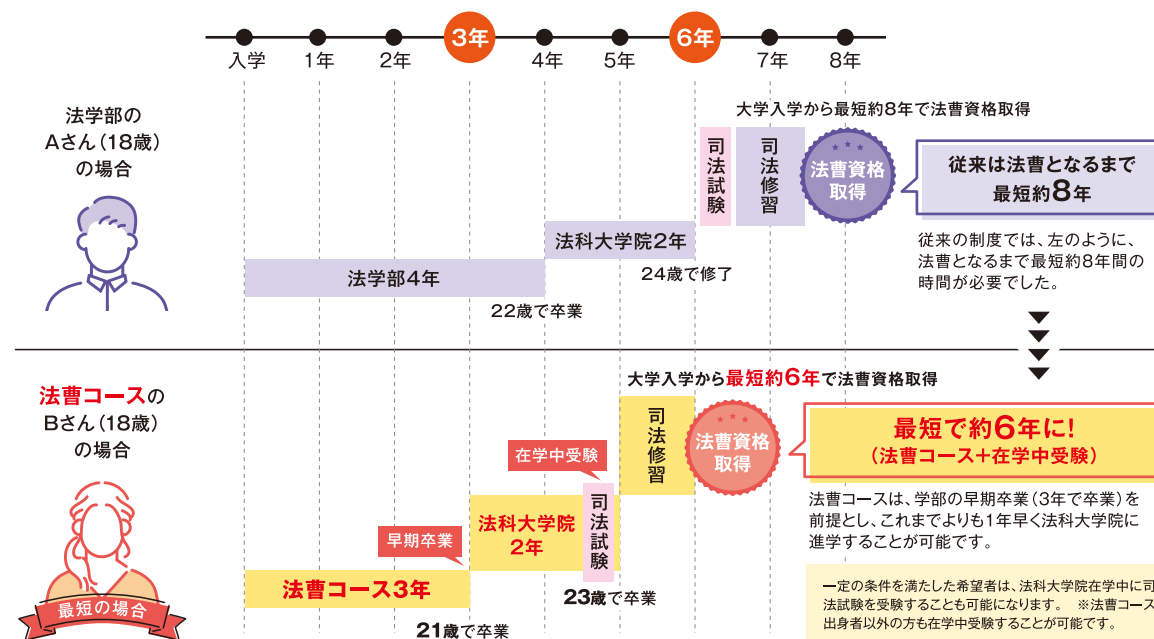 入学
1年
2年
3年
4年
5年
6年
7年
8年
法学部の
Aさん（18歳）
の場合
大学入学から最短約8年で法曹資格取得
法学部4年
22歳で卒業
法科大学院2年
24歳で修了
司法試験
司法修習
法曹資格
取得
従来は法曹となるまで
最短約8年
従来の制度では、左のように、
法曹となるまで最短約8年間の
時間が必要でした。
法曹コースの
Bさん（18歳）
の場合
最短の場合
大学入学から最短約6年で法曹資格取得
法曹コース3年
21歳で卒業
早期卒業
法科大学院
2年
在学中受験
司法試験
23歳で卒業
司法修習
法曹資格
取得
最短で約6年に!
（法曹コース＋在学中受験）
法曹コースは、学部の早期卒業（3年で卒業）を
前提とし、これまでよりも1年早く法科大学院に
進学することが可能です。
一定の条件を満たした希望者は、法科大学院在学中に司
法試験を受験することも可能になります。　※法曹コース
出身者以外の方も在学中受験することが可能です。